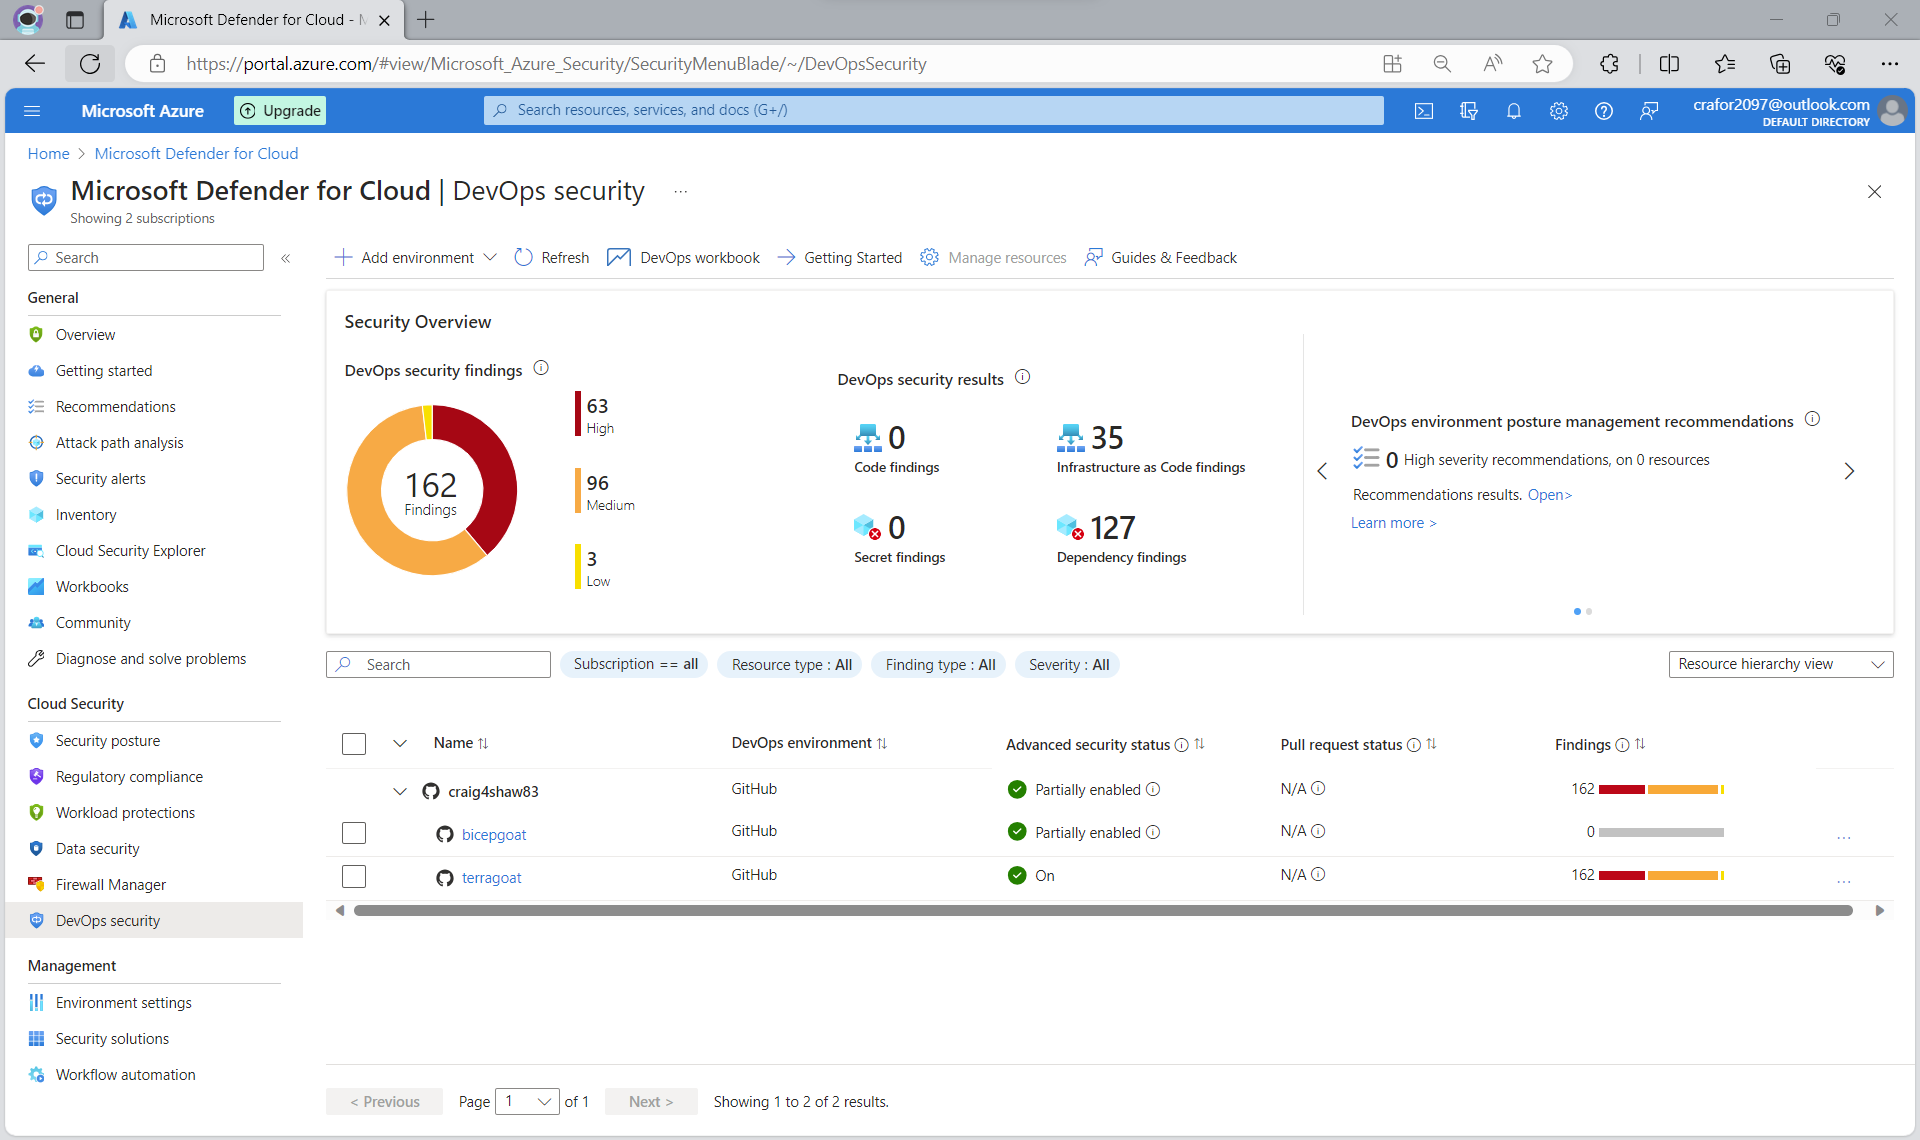 Microsoft Defender for Cloud - M
https://portal.azure.com/#view/Microsoft_Azure_Security/SecurityMenuBlade/~/DevOpsSecurity
Microsoft Azure
Upgrade
Search resources, services, and docs (G+/)
crafor2097@outlook.com
DEFAULT DIRECTORY
Home > Microsoft Defender for Cloud
Microsoft Defender for Cloud | DevOps security ...
Showing 2 subscriptions
Search
«
General
Overview
Getting started
Recommendations
Attack path analysis
Security alerts
Inventory
Cloud Security Explorer
Workbooks
Community
Diagnose and solve problems
Cloud Security
Security posture
Regulatory compliance
Workload protections
Data security
Firewall Manager
DevOps security
Management
Environment settings
Security solutions
Workflow automation
Add environment Refresh DevOps workbook Getting Started Manage resources Guides & Feedback
Security Overview
DevOps security findings
162
Findings
63
High
96
Medium
3
Low
DevOps security results
0
Code findings
35
Infrastructure as Code findings
0
Secret findings
127
Dependency findings
DevOps environment posture management recommendations
0 High severity recommendations, on 0 resources
Recommendations results. Open>
Learn more >
Search
Subscription == all
Resource type : All
Finding type : All
Severity : All
Resource hierarchy view
Name DevOps environment Advanced security status Pull request status Findings
craig4shaw83 GitHub Partially enabled N/A 162
bicepgoat GitHub Partially enabled N/A 0 ...
terragoat GitHub On N/A 162 ...
< Previous Page 1 of 1 Next > Showing 1 to 2 of 2 results.